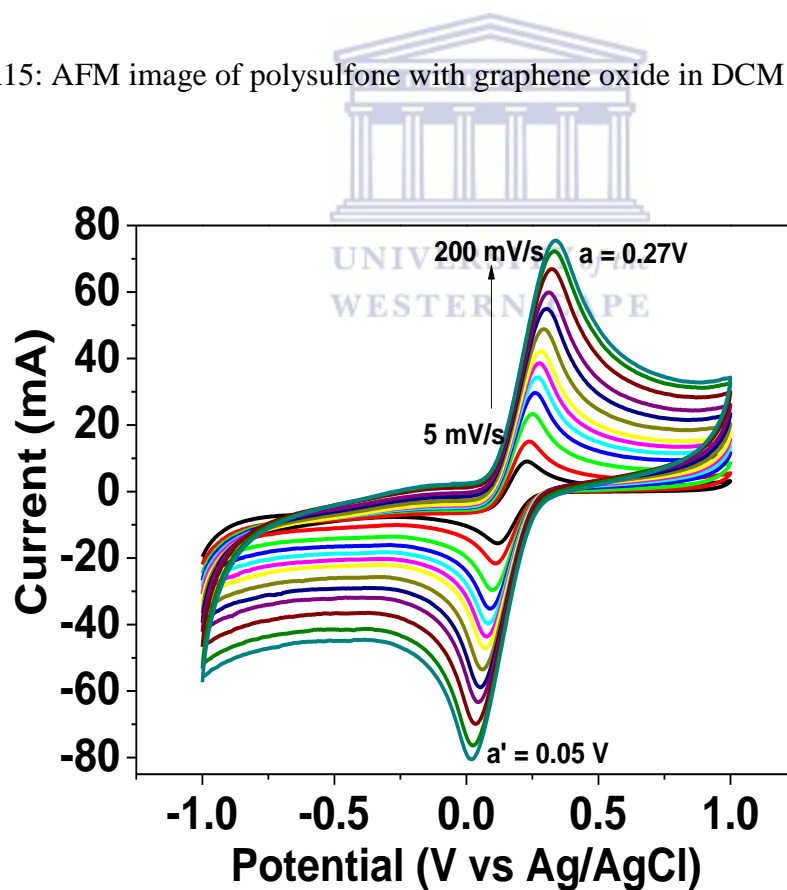 15: AFM image of polysulfone with graphene oxide in DCM
UNIVERSITY of the
WESTERN CAPE
80
60
40
20
0
-20
-40
-60
-80
Current (mA)
200 mV/s
a = 0.27V
5 mV/s
a' = 0.05 V
-1.0 -0.5 0.0 0.5 1.0
Potential (V vs Ag/AgCl)